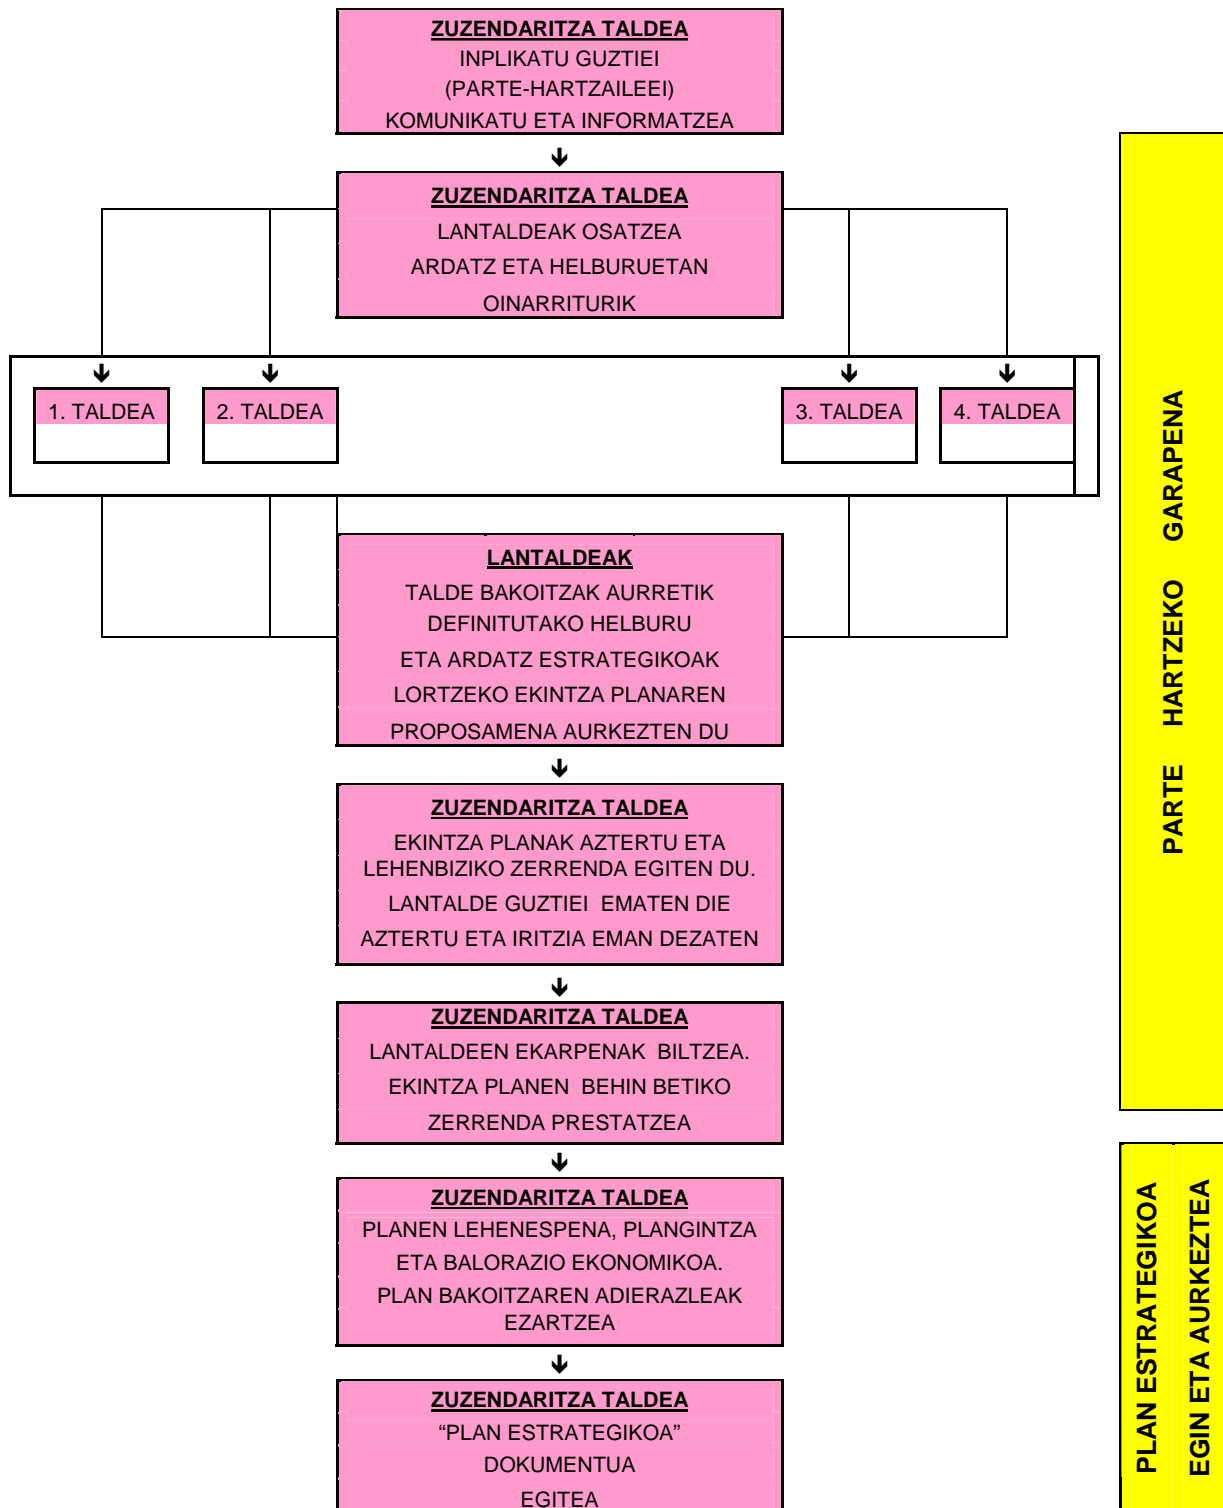 ZUZENDARITZA TALDEA
INPLIKATU GUZTIEI
(PARTE-HARTZAILEEI)
KOMUNIKATU ETA INFORMATZEA
ZUZENDARITZA TALDEA
LANTALDEAK OSATZEA
ARDATZ ETA HELBURUETAN
OINARRITURIK
1. TALDEA
2. TALDEA
3. TALDEA
4. TALDEA
LANTALDEAK
TALDE BAKOITZAK AURRETIK
DEFINITUTAKO HELBURU
ETA ARDATZ ESTRATEGIKOAK
LORTZEKO EKINTZA PLANAREN
PROPOSAMENA AURKEZTEN DU
ZUZENDARITZA TALDEA
EKINTZA PLANAK AZTERTU ETA
LEHENBIZIKO ZERRENDA EGITEN DU.
LANTALDE GUZTIEI EMATEN DIE
AZTERTU ETA IRITZIA EMAN DEZATEN
ZUZENDARITZA TALDEA
LANTALDEEN EKARPENAK BILTZEA.
EKINTZA PLANEN BEHIN BETIKO
ZERRENDA PRESTATZEA
ZUZENDARITZA TALDEA
PLANEN LEHENESPENA, PLANGINTZA
ETA BALORAZIO EKONOMIKOA.
PLAN BAKOITZAREN ADIERAZLEAK
EZARTZEA
ZUZENDARITZA TALDEA
“PLAN ESTRATEGIKOA”
DOKUMENTUA
EGITEA
PARTE HARTZEKO GARAPENA
PLAN ESTRATEGIKOA
EGIN ETA AURKEZTEA